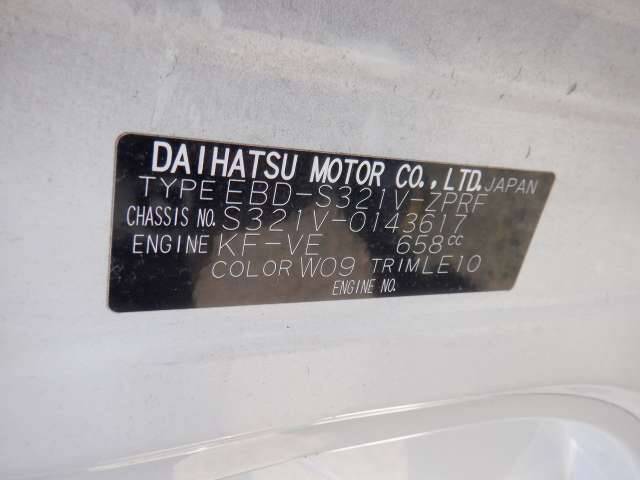 DAIHATSU MOTOR CO., LTD. JAPAN
TYPE EBD-S321V-ZPRF
CHASSIS NO. S321V-0143617
ENGINE KF-VE 658cc
COLOR W09 TRIM LE10
ENGINE NO.